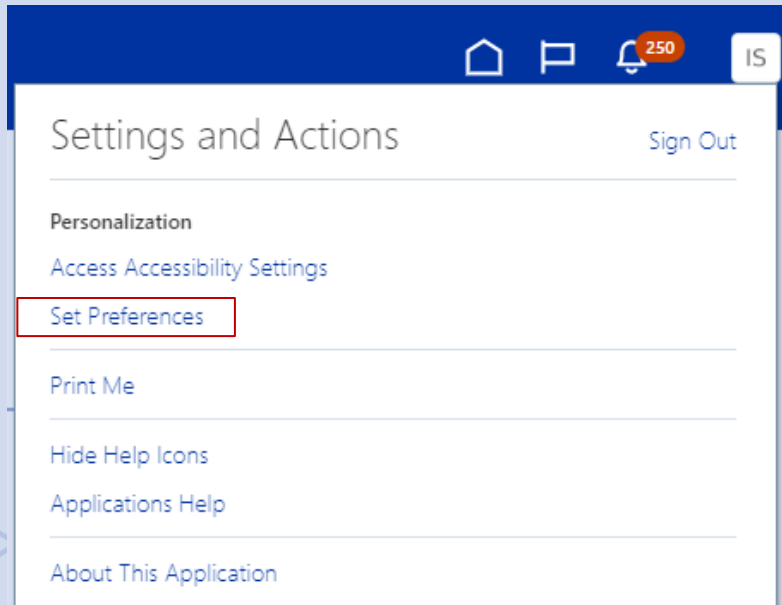 250
IS
Settings and Actions
Sign Out
Personalization
Access Accessibility Settings
Set Preferences
Print Me
Hide Help Icons
Applications Help
About This Application